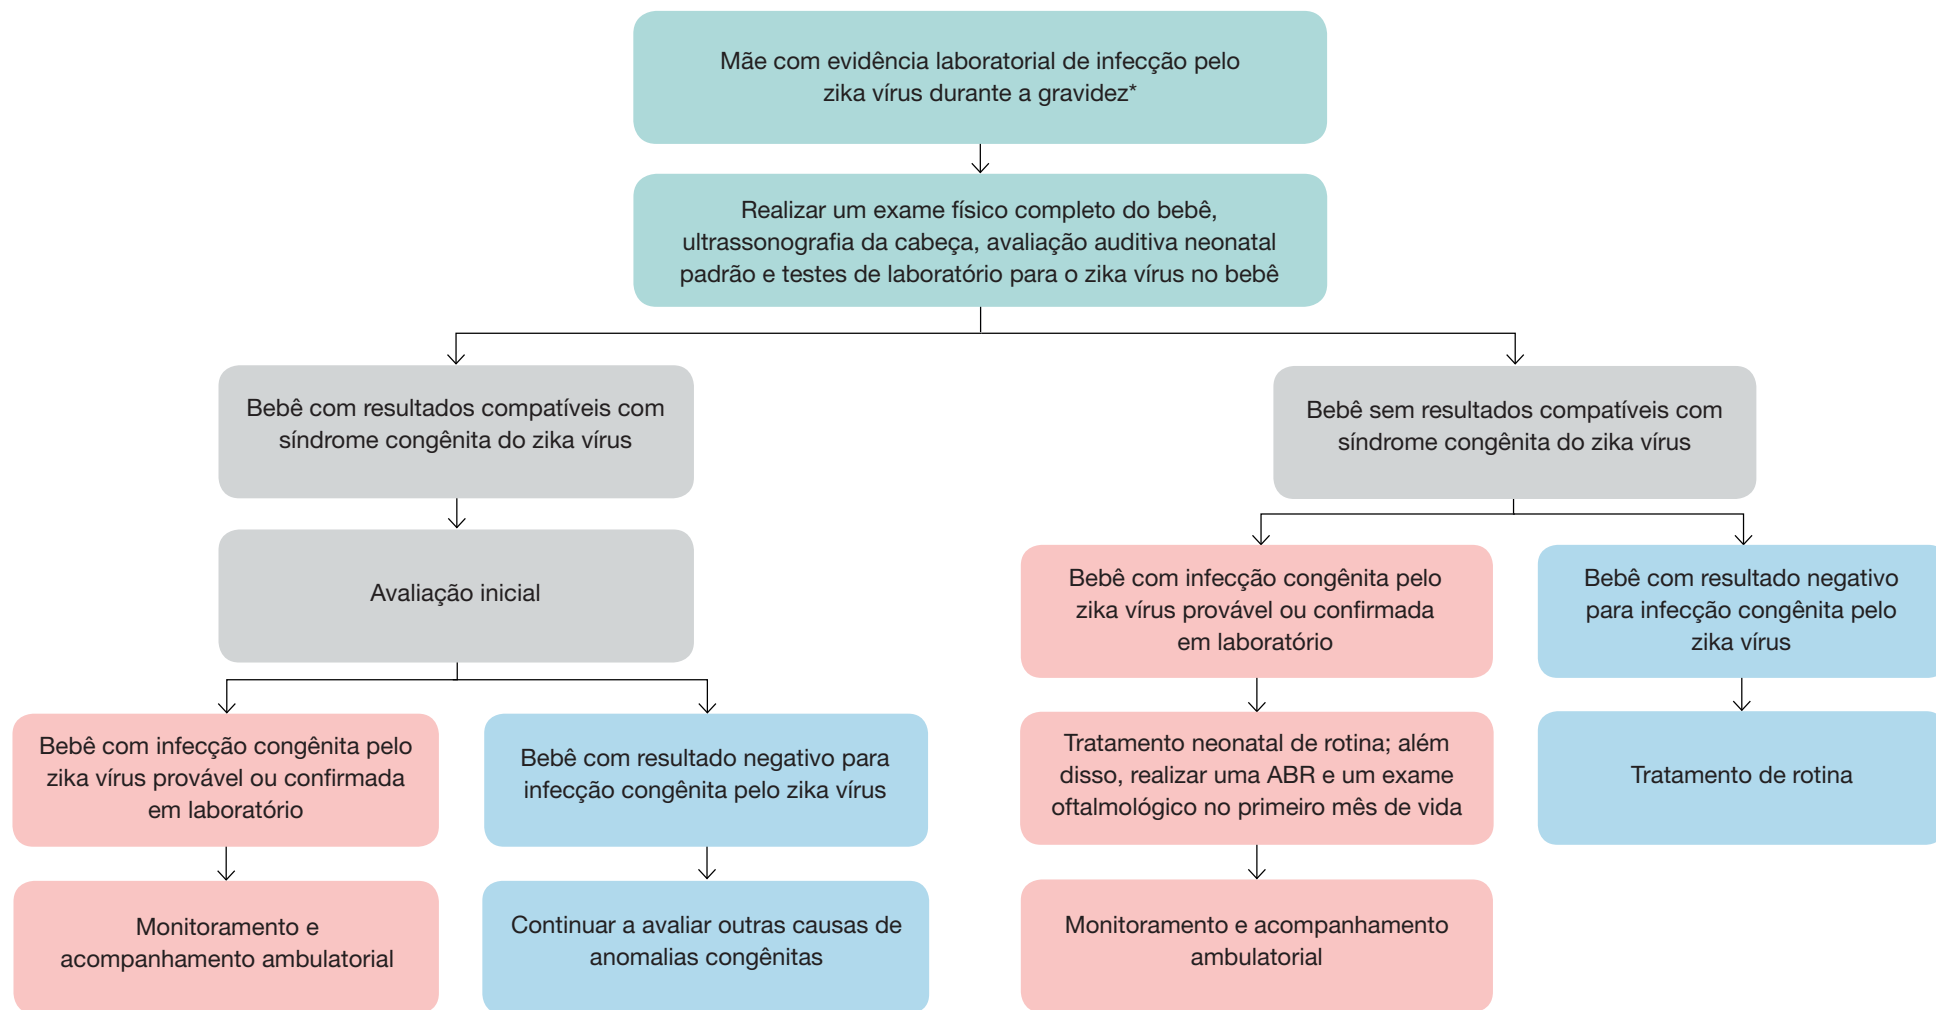 Mãe com evidência laboratorial de infecção pelo
zika vírus durante a gravidez*
Realizar um exame físico completo do bebê,
ultrassonografia da cabeça, avaliação auditiva neonatal
padrão e testes de laboratório para o zika vírus no bebê
Bebê com resultados compatíveis com
síndrome congênita do zika vírus
Bebê sem resultados compatíveis com
síndrome congênita do zika vírus
Avaliação inicial
Bebê com infecção congênita pelo
zika vírus provável ou confirmada
em laboratório
Bebê com resultado negativo
para infecção congênita pelo
zika vírus
Bebê com infecção congênita pelo
zika vírus provável ou confirmada
em laboratório
Bebê com resultado negativo para
infecção congênita pelo zika vírus
Tratamento neonatal de rotina; além
disso, realizar uma ABR e um exame
oftalmológico no primeiro mês de vida
Tratamento de rotina
Monitoramento e
acompanhamento ambulatorial
Continuar a avaliar outras causas de
anomalias congênitas
Monitoramento e acompanhamento
ambulatorial